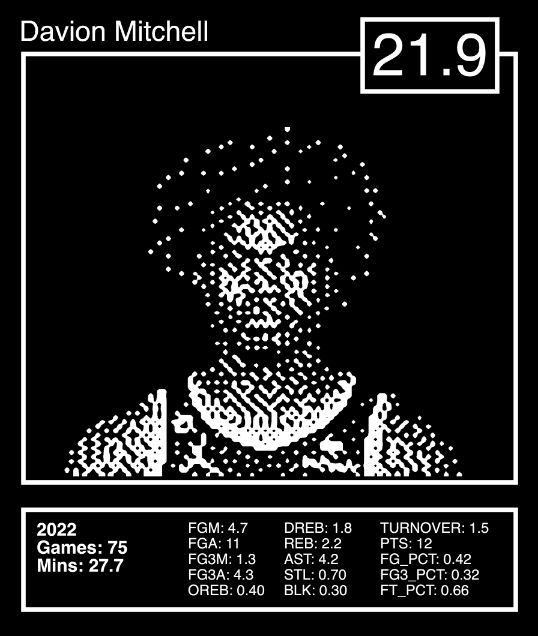 Davion Mitchell
21.9
2022
Games: 75
Mins: 27.7
FGM: 4.7
FGA: 11
FG3M: 1.3
FG3A: 4.3
OREB: 0.40
DREB: 1.8
REB: 2.2
AST: 4.2
STL: 0.70
BLK: 0.30
TURNOVER: 1.5
PTS: 12
FG_PCT: 0.42
FG3_PCT: 0.32
FT_PCT: 0.66